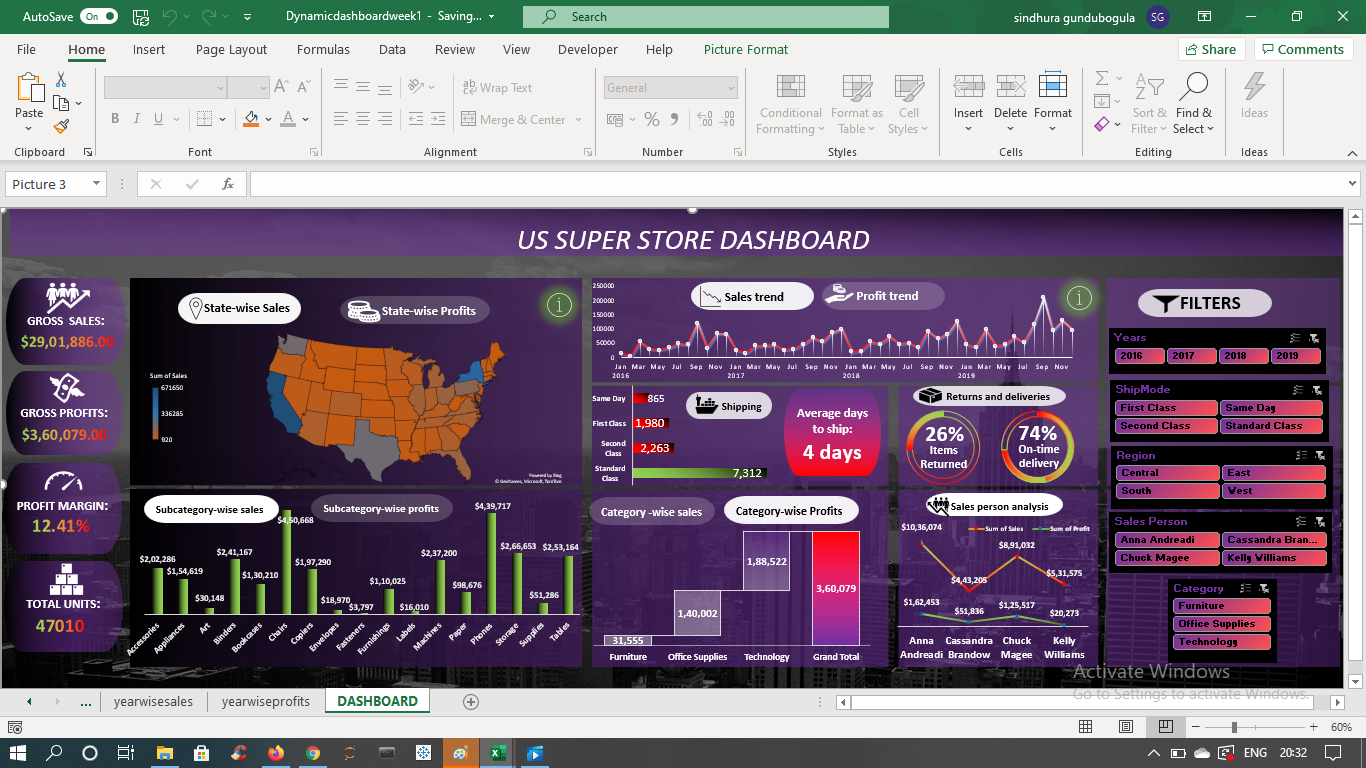 AutoSave On Dynamicdashboardweek1 - Saving... Search sindhura gundubogula SG
File Home Insert Page Layout Formulas Data Review View Developer Help Picture Format Share Comments
Paste
Clipboard
B I U
Font
ab Wrap Text
Merge & Center
Alignment
General
%
Number
Conditional Formatting
Format as Table
Cell Styles
Styles
Insert
Delete
Format
Cells
Sort & Filter
Find & Select
Editing
Ideas
Ideas
Picture 3 fx
US SUPER STORE DASHBOARD
GROSS SALES:
$29,01,886.00
GROSS PROFITS:
$3,60,079.00
PROFIT MARGIN:
12.41%
TOTAL UNITS:
47010
State-wise Sales
State-wise Profits
i
Sum of Sales
671650
336285
920
Powered by Bing
© GeoNames, Microsoft, TomTom
Sales trend
Profit trend
i
250000
200000
150000
100000
50000
0
Jan Mar May Jul Sep Nov Jan Mar May Jul Sep Nov Jan Mar May Jul Sep Nov Jan Mar May Jul Sep Nov
2016 2017 2018 2019
Shipping
Same Day 865
First Class 1,980
Second Class 2,263
Standard Class 7,312
Average days
to ship:
4 days
Returns and deliveries
26%
Items
Returned
74%
On-time
delivery
Subcategory-wise sales
Subcategory-wise profits
$2,02,286
$1,54,619
$30,148
$2,41,167
$1,30,210
$4,50,668
$1,97,290
$18,970
$3,797
$1,10,025
$16,010
$2,37,200
$98,676
$4,39,717
$2,66,653
$51,286
$2,53,164
Accessories
Appliances
Art
Binders
Bookcases
Chairs
Copiers
Envelopes
Fasteners
Furnishings
Labels
Machines
Paper
Phones
Storage
Supplies
Tables
Category -wise sales
Category-wise Profits
31,555
1,40,002
1,88,522
3,60,079
Furniture Office Supplies Technology Grand Total
Sales person analysis
Sum of Sales Sum of Profit
$10,36,074
$4,43,205
$8,91,032
$5,31,575
$1,62,453
$51,836
$1,25,517
$20,273
Anna Andreadi
Cassandra Brandow
Chuck Magee
Kelly Williams
FILTERS
Years
2016 2017 2018 2019
ShipMode
First Class Same Day
Second Class Standard Class
Region
Central East
South West
Sales Person
Anna Andreadi Cassandra Bran...
Chuck Magee Kelly Williams
Category
Furniture
Office Supplies
Technology
Activate Windows
Go to Settings to activate Windows.
... yearwisesales yearwiseprofits DASHBOARD
60%
ENG 20:32